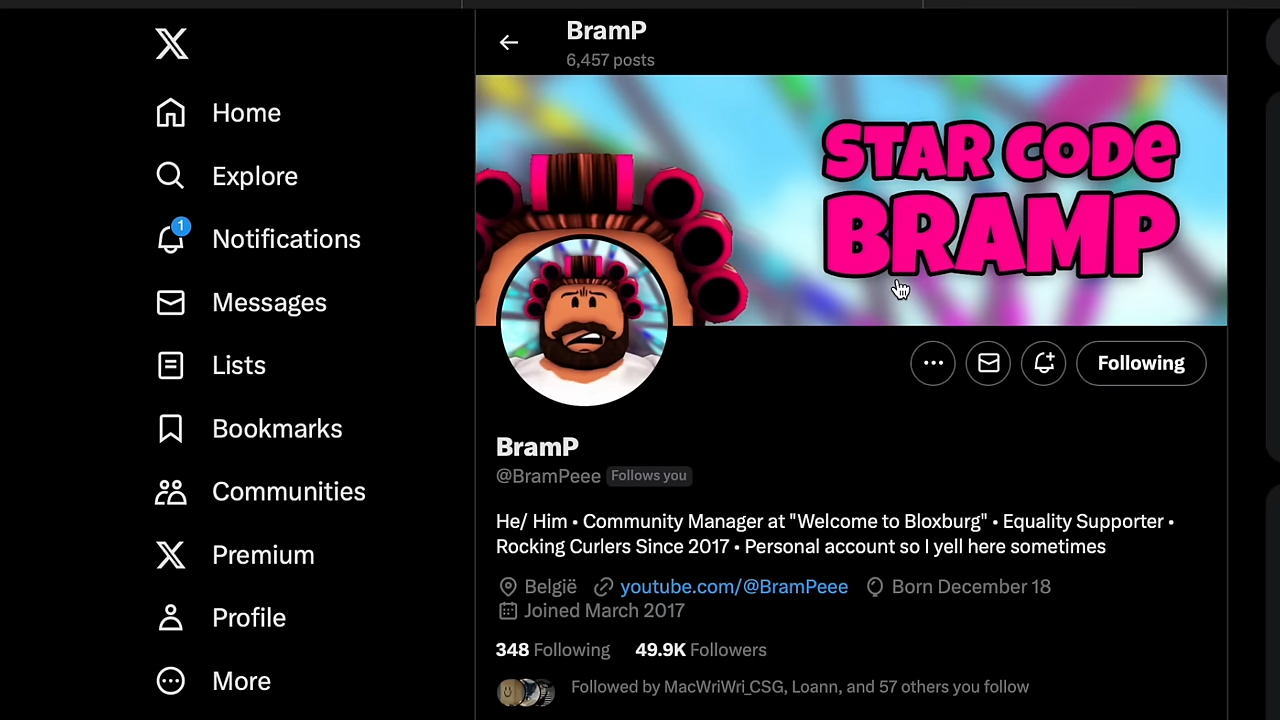 BramP
6,457 posts
Home
Explore
1
Notifications
Messages
Lists
Bookmarks
Communities
Premium
Profile
More
STAR CODE
BRAMP
Following
BramP
@BramPeee Follows you
He/ Him • Community Manager at "Welcome to Bloxburg" • Equality Supporter •
Rocking Curlers Since 2017 • Personal account so I yell here sometimes
België youtube.com/@BramPeee Born December 18
Joined March 2017
348 Following 49.9K Followers
Followed by MacWriWri_CSG, Loann, and 57 others you follow